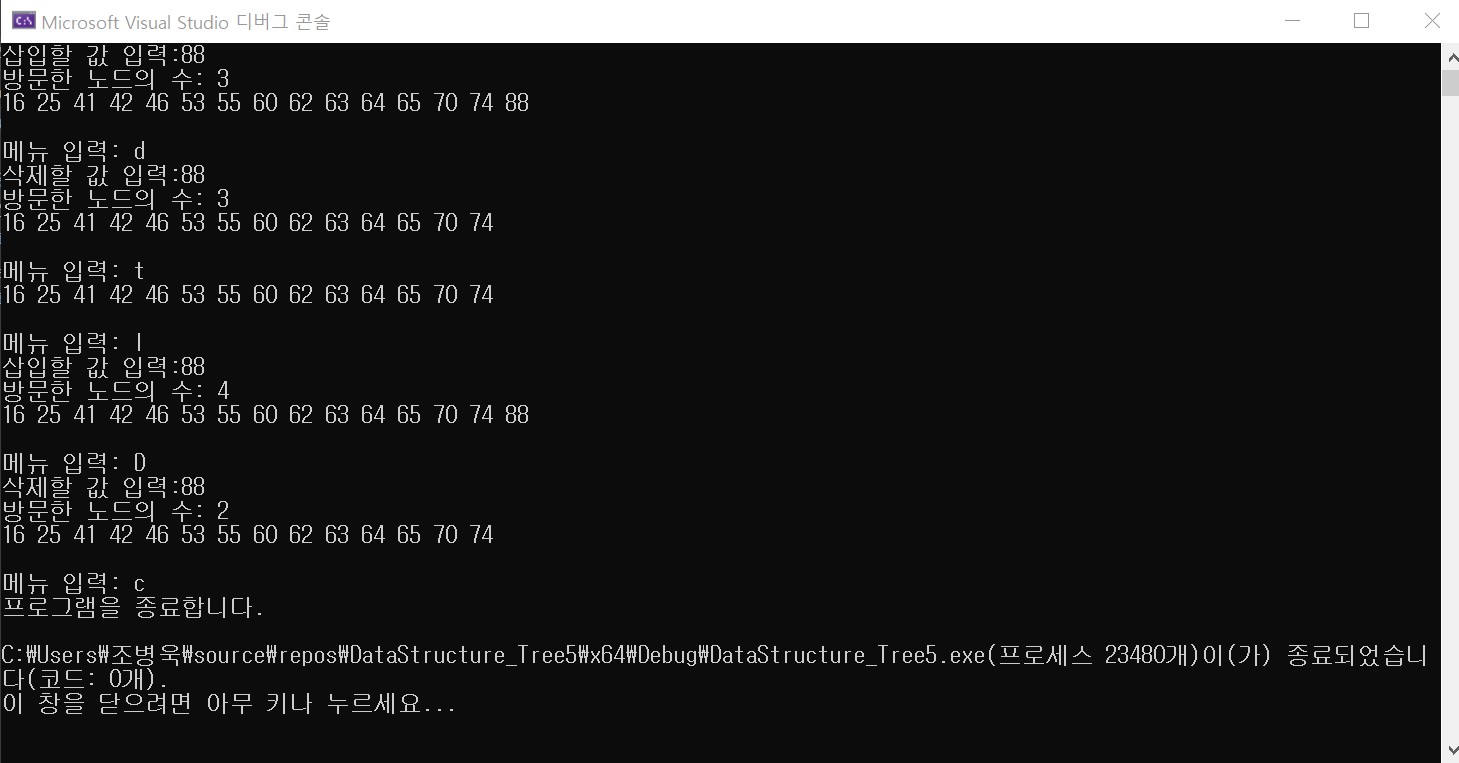 Microsoft Visual Studio 디버그 콘솔
삽입할 값 입력:88
방문한 노드의 수: 3
16 25 41 42 46 53 55 60 62 63 64 65 70 74 88
메뉴 입력: d
삭제할 값 입력:88
방문한 노드의 수: 3
16 25 41 42 46 53 55 60 62 63 64 65 70 74
메뉴 입력: t
16 25 41 42 46 53 55 60 62 63 64 65 70 74
메뉴 입력: I
삽입할 값 입력:88
방문한 노드의 수: 4
16 25 41 42 46 53 55 60 62 63 64 65 70 74 88
메뉴 입력: D
삭제할 값 입력:88
방문한 노드의 수: 2
16 25 41 42 46 53 55 60 62 63 64 65 70 74
메뉴 입력: c
프로그램을 종료합니다.
C:₩Users₩조병욱₩source₩repos₩DataStructure_Tree5₩x64₩Debug₩DataStructure_Tree5.exe(프로세스 23480개)이(가) 종료되었습니
다(코드: 0개).
이 창을 닫으려면 아무 키나 누르세요...